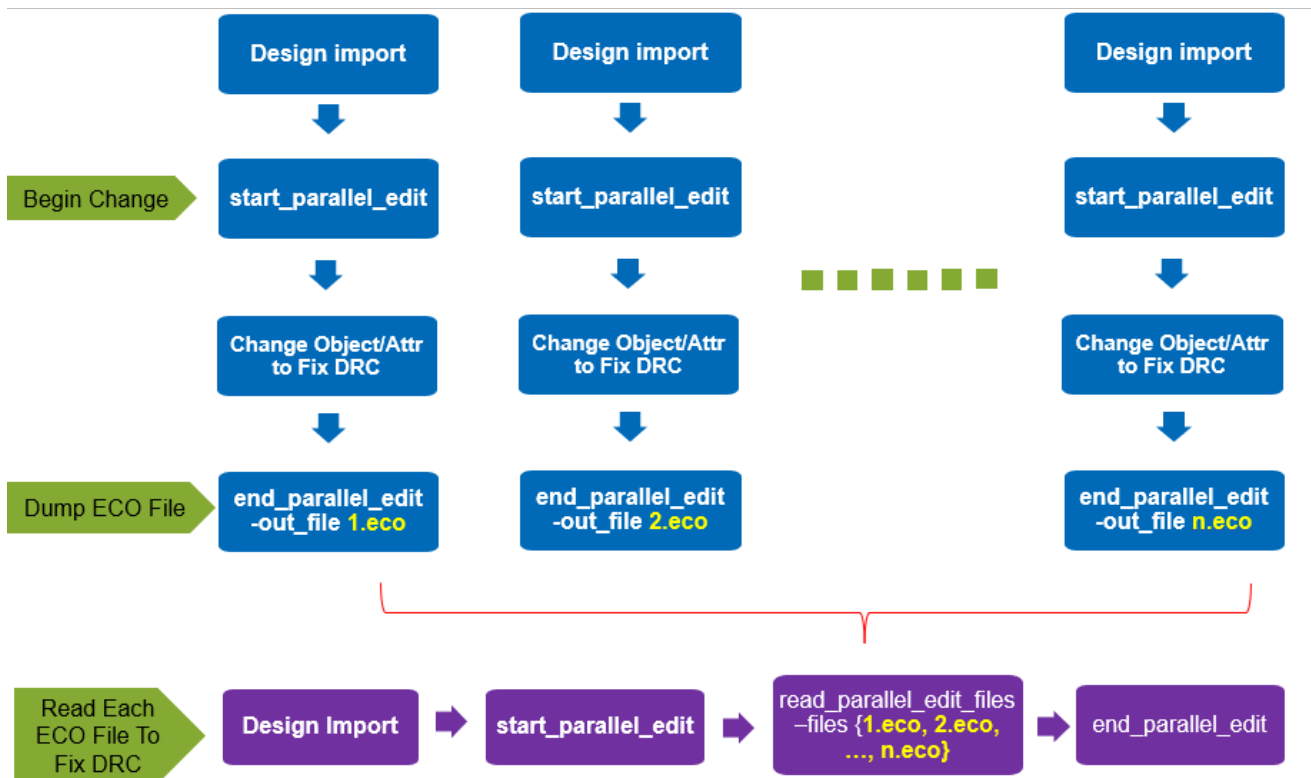 Design import
Design import
Design import
Begin Change
start_parallel_edit
start_parallel_edit
start_parallel_edit
Change Object/Attr
to Fix DRC
Change Object/Attr
to Fix DRC
Change Object/Attr
to Fix DRC
Dump ECO File
end_parallel_edit
-out_file 1.eco
end_parallel_edit
-out_file 2.eco
end_parallel_edit
-out_file n.eco
Read Each
ECO File To
Fix DRC
Design Import
start_parallel_edit
read_parallel_edit_files
–files {1.eco, 2.eco,
…, n.eco}
end_parallel_edit